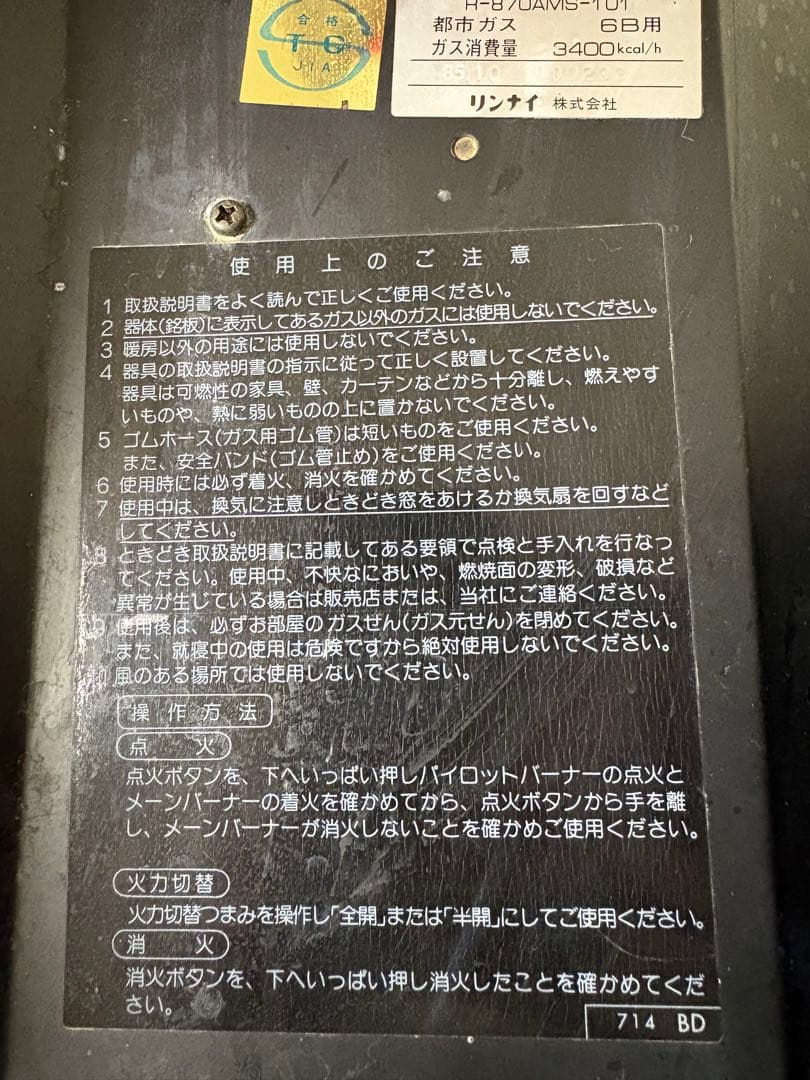 合格
TG
JIA
R-870AMS-101
都市ガス 6B用
ガス消費量 3400kcal/h
リンナイ 株式会社
使用上のご注意
1 取扱説明書をよく読んで正しくご使用ください。
2 器体(銘板)に表示してあるガス以外のガスには使用しないでください。
3 暖房以外の用途には使用しないでください。
4 器具の取扱説明書の指示に従って正しく設置してください。
器具は可燃性の家具、壁、カーテンなどから十分離し、燃えやす
いものや、熱に弱いものの上に置かないでください。
5 ゴムホース(ガス用ゴム管)は短いものをご使用ください。
また、安全バンド(ゴム管止め)をご使用ください。
6 使用時には必ず着火、消火を確かめてください。
7 使用中は、換気に注意しときどき窓をあけるか換気扇を回すなど
してください。
8 ときどき取扱説明書に記載してある要領で点検と手入れを行なっ
てください。使用中、不快なにおいや、燃焼面の変形、破損など
異常が生じている場合は販売店または、当社にご連絡ください。
9 使用後は、必ずお部屋のガスせん(ガス元せん)を閉めてください。
また、就寝中の使用は危険ですから絶対使用しないでください。
10 風のある場所では使用しないでください。
操作方法
点火
点火ボタンを、下へいっぱい押しパイロットバーナーの点火と
メーンバーナーの着火を確かめてから、点火ボタンから手を離
し、メーンバーナーが消火しないことを確かめご使用ください。
火力切替
火力切替つまみを操作し「全開」または「半開」にしてご使用ください。
消火
消火ボタンを、下へいっぱい押し消火したことを確かめてくだ
さい。
714 BD